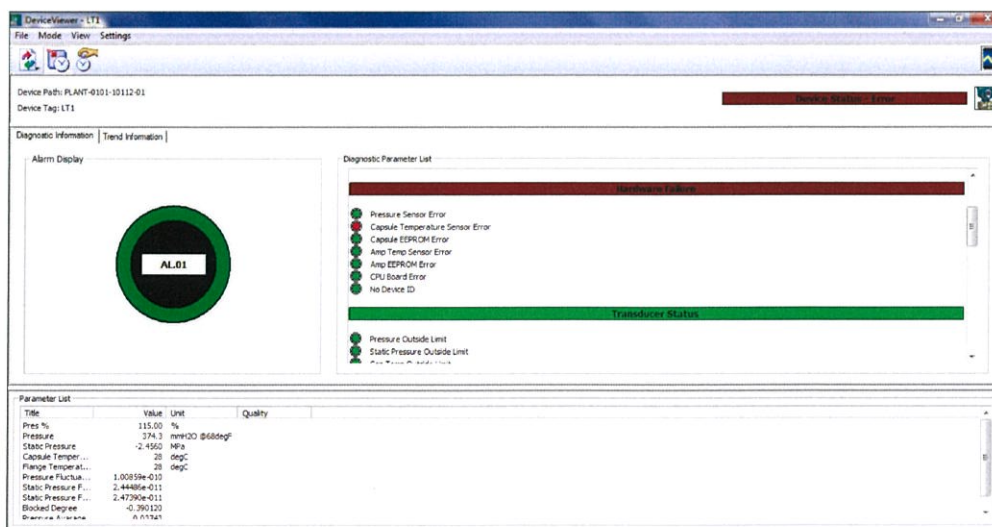 DeviceViewer - LT1
File Mode View Settings
Device Path: PLANT-0101-10112-01
Device Status - Error
Device Tag: LT1
Diagnostic Information Trend Information
Alarm Display
AL.01
Diagnostic Parameter List
Hardware Failure
Pressure Sensor Error
Capsule Temperature Sensor Error
Capsule EEPROM Error
Amp Temp Sensor Error
Amp EEPROM Error
CPU Board Error
No Device ID
Transducer Status
Pressure Outside Limit
Static Pressure Outside Limit
Parameter List
Title Value Unit Quality
Pres % 115.00 %
Pressure 374.3 mmH2O @68degF
Static Pressure -2.4560 MPa
Capsule Temper... 28 degC
Flange Temperat... 28 degC
Pressure Fluctua... 1.00859e-010
Static Pressure F... 2.44486e-011
Static Pressure F... 2.47390e-011
Blocked Degree -0.390120
Pressure Average